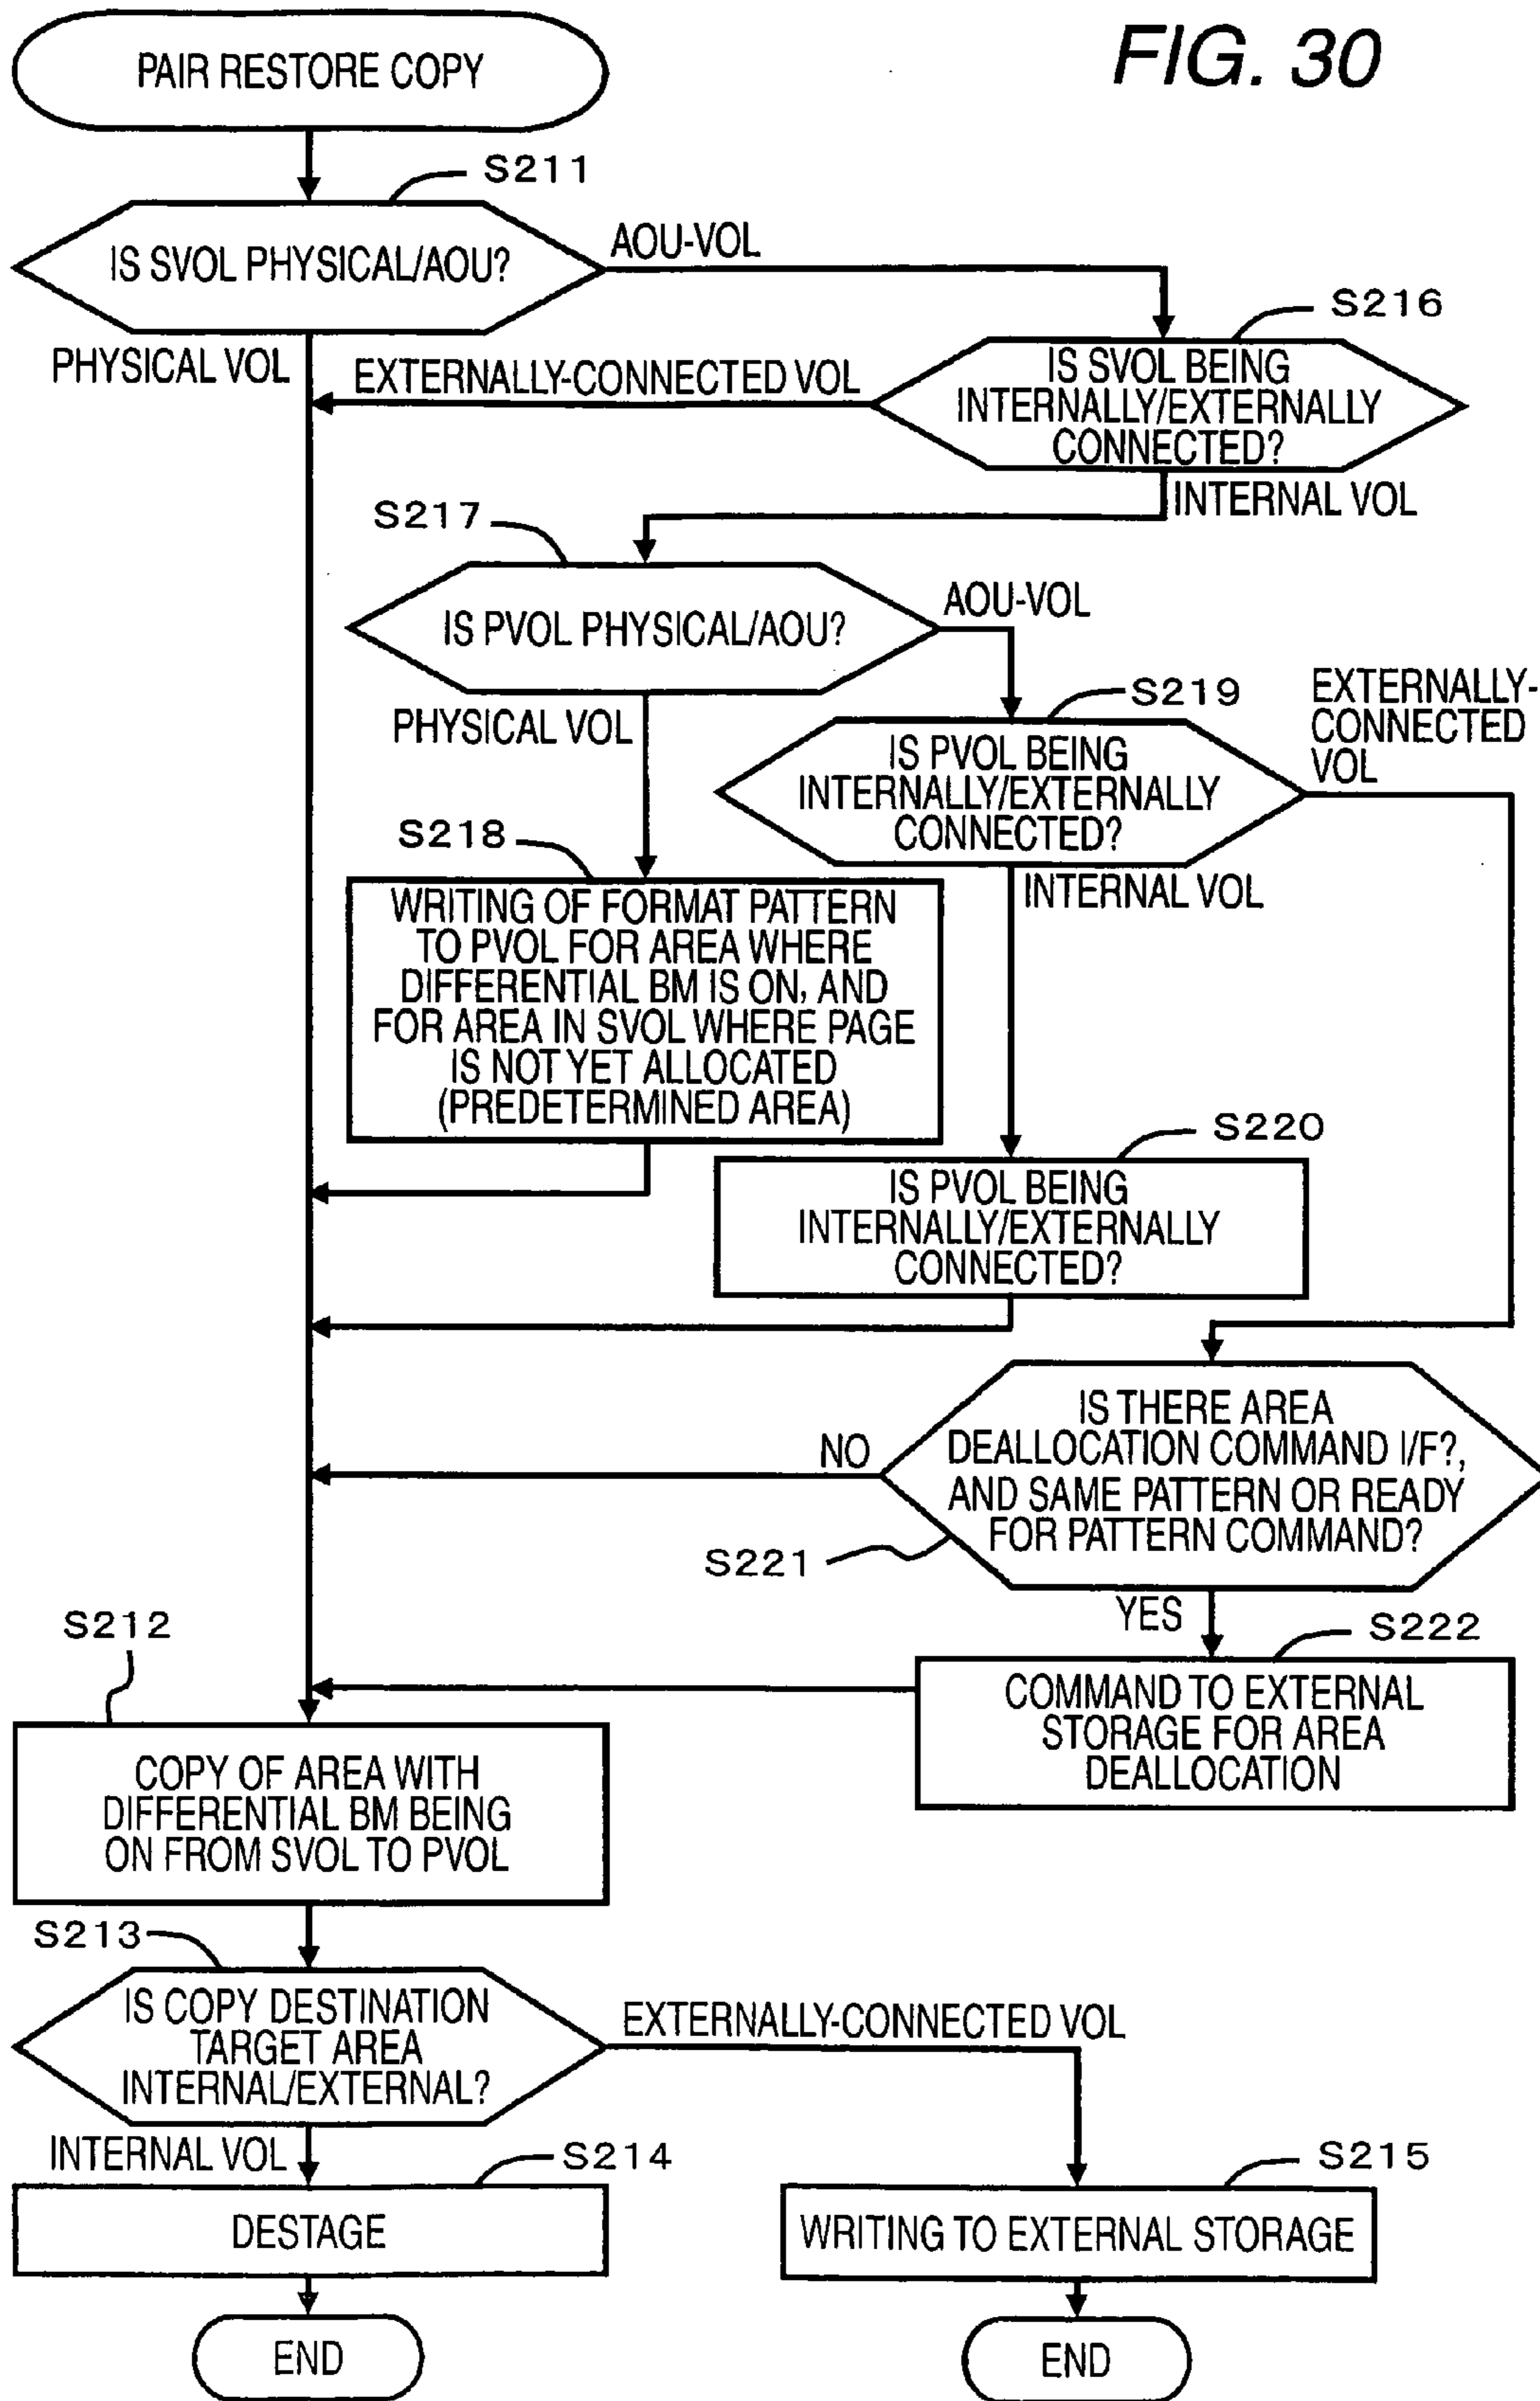 FIG. 30
PAIR RESTORE COPY
S211
IS SVOL PHYSICAL/AOU?
AOU-VOL
PHYSICAL VOL
S216
IS SVOL BEING
INTERNALLY/EXTERNALLY
CONNECTED?
EXTERNALLY-CONNECTED VOL
INTERNAL VOL
S217
IS PVOL PHYSICAL/AOU?
AOU-VOL
PHYSICAL VOL
S219
IS PVOL BEING
INTERNALLY/EXTERNALLY
CONNECTED?
EXTERNALLY-
CONNECTED
VOL
INTERNAL VOL
S218
WRITING OF FORMAT PATTERN
TO PVOL FOR AREA WHERE
DIFFERENTIAL BM IS ON, AND
FOR AREA IN SVOL WHERE PAGE
IS NOT YET ALLOCATED
(PREDETERMINED AREA)
S220
IS PVOL BEING
INTERNALLY/EXTERNALLY
CONNECTED?
IS THERE AREA
DEALLOCATION COMMAND I/F?,
AND SAME PATTERN OR READY
FOR PATTERN COMMAND?
NO
S221
YES
S222
COMMAND TO EXTERNAL
STORAGE FOR AREA
DEALLOCATION
S212
COPY OF AREA WITH
DIFFERENTIAL BM BEING
ON FROM SVOL TO PVOL
S213
IS COPY DESTINATION
TARGET AREA
INTERNAL/EXTERNAL?
EXTERNALLY-CONNECTED VOL
INTERNAL VOL
S214
DESTAGE
S215
WRITING TO EXTERNAL STORAGE
END
END